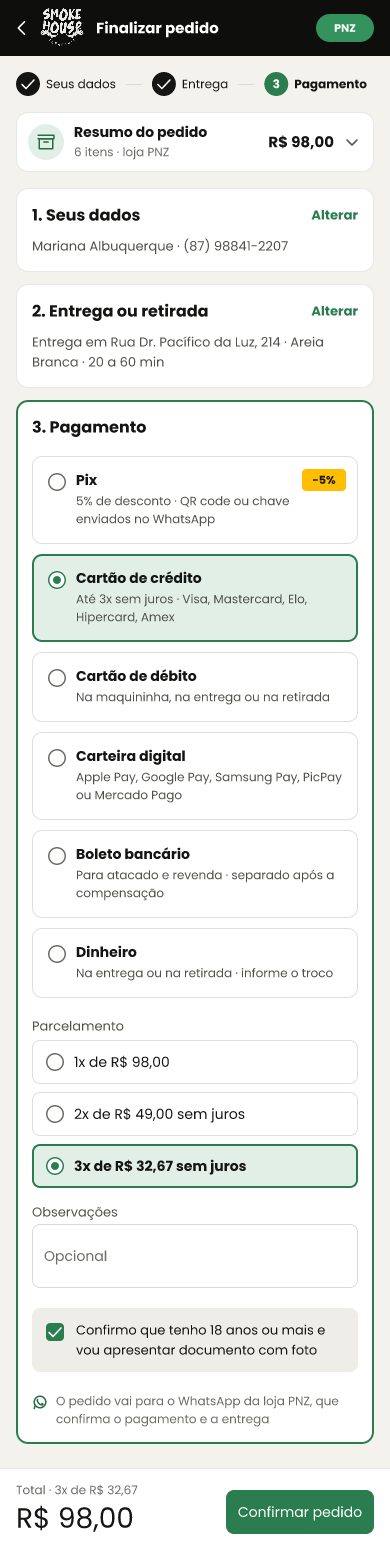 SMOKE
HOUSE
Finalizar pedido
PNZ
Seus dados
Entrega
3 Pagamento
Resumo do pedido
6 itens · loja PNZ
R$ 98,00
1. Seus dados
Alterar
Mariana Albuquerque · (87) 98841-2207
2. Entrega ou retirada
Alterar
Entrega em Rua Dr. Pacífico da Luz, 214 · Areia
Branca · 20 a 60 min
3. Pagamento
Pix
-5%
5% de desconto · QR code ou chave
enviados no WhatsApp
Cartão de crédito
Até 3x sem juros · Visa, Mastercard, Elo,
Hipercard, Amex
Cartão de débito
Na maquininha, na entrega ou na retirada
Carteira digital
Apple Pay, Google Pay, Samsung Pay, PicPay
ou Mercado Pago
Boleto bancário
Para atacado e revenda · separado após a
compensação
Dinheiro
Na entrega ou na retirada · informe o troco
Parcelamento
1x de R$ 98,00
2x de R$ 49,00 sem juros
3x de R$ 32,67 sem juros
Observações
Opcional
Confirmo que tenho 18 anos ou mais e
vou apresentar documento com foto
O pedido vai para o WhatsApp da loja PNZ, que
confirma o pagamento e a entrega
Total · 3x de R$ 32,67
R$ 98,00
Confirmar pedido